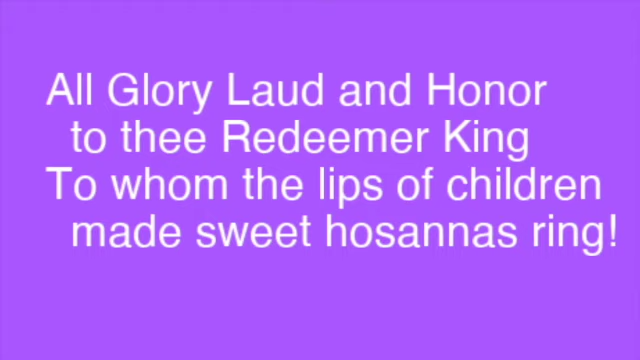 All Glory Laud and Honor
to thee Redeemer King
To whom the lips of children
made sweet hosannas ring!